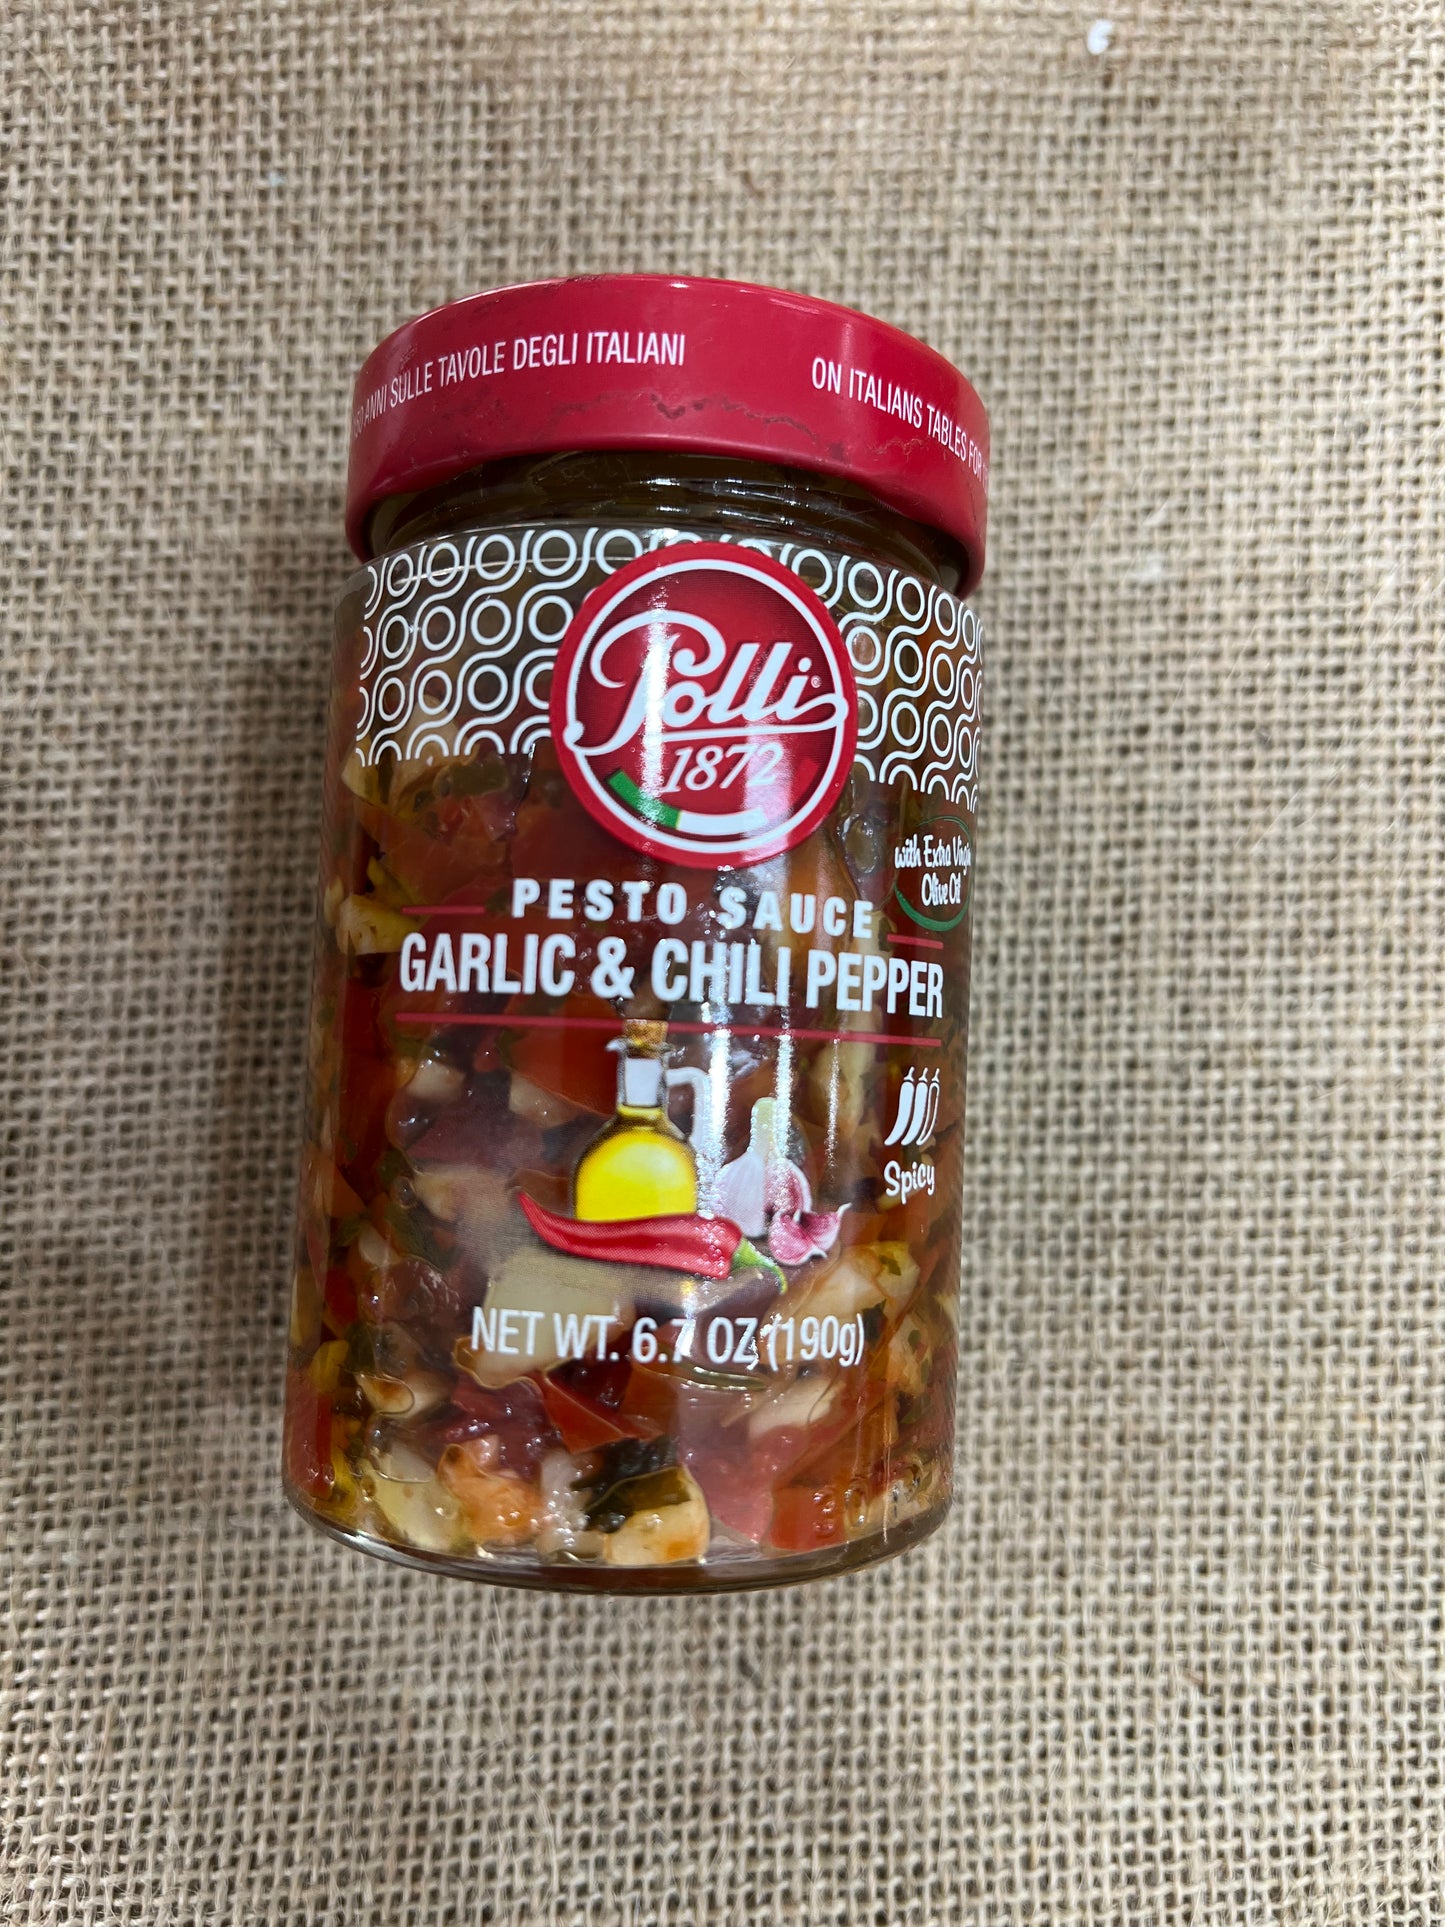 ANNI SULLE TAVOLE DEGLI ITALIANI
ON ITALIANS TABLES FOR
Polli®
1872
with Extra Virgin
Olive Oil
PESTO SAUCE
GARLIC & CHILI PEPPER
Spicy
NET WT. 6.7 OZ (190g)